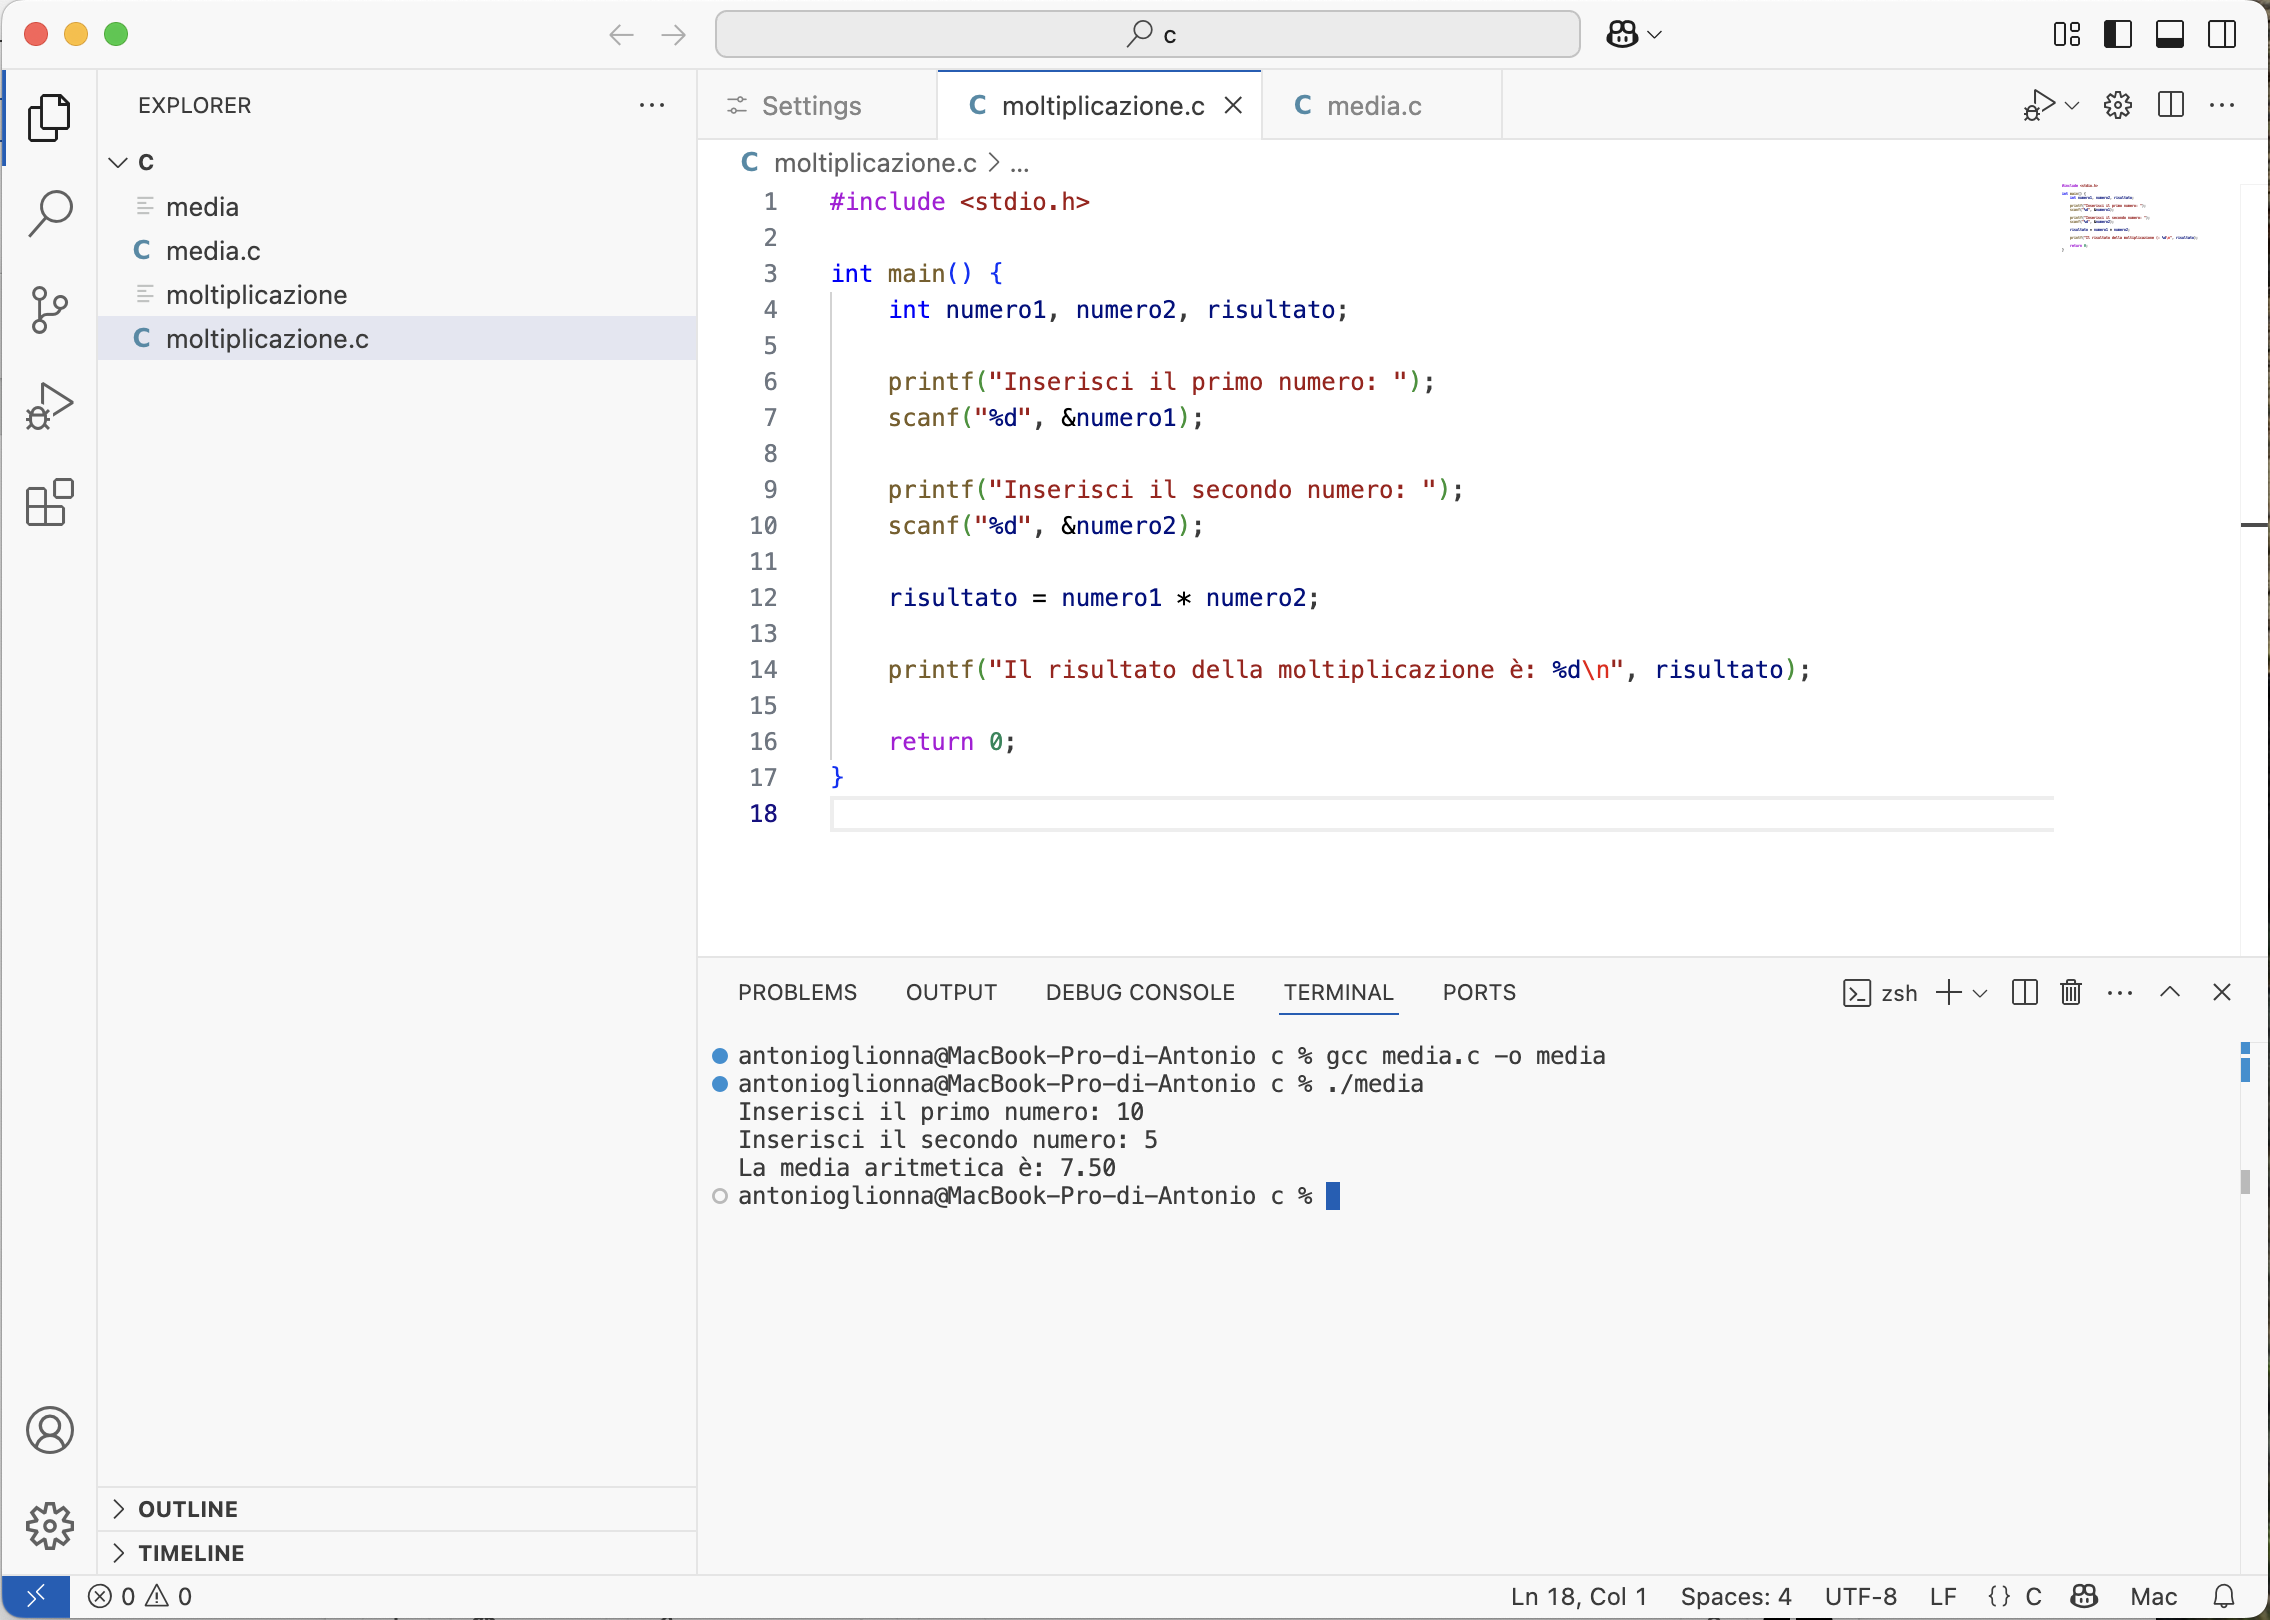 c
EXPLORER
C
media
C media.c
moltiplicazione
C moltiplicazione.c
OUTLINE
TIMELINE
Settings
C moltiplicazione.c
C media.c
C moltiplicazione.c > ...
1 #include <stdio.h>
2
3 int main() {
4     int numero1, numero2, risultato;
5
6     printf("Inserisci il primo numero: ");
7     scanf("%d", &numero1);
8
9     printf("Inserisci il secondo numero: ");
10     scanf("%d", &numero2);
11
12     risultato = numero1 * numero2;
13
14     printf("Il risultato della moltiplicazione è: %d\n", risultato);
15
16     return 0;
17 }
18
PROBLEMS OUTPUT DEBUG CONSOLE TERMINAL PORTS zsh
antonioglionna@MacBook-Pro-di-Antonio c % gcc media.c -o media
antonioglionna@MacBook-Pro-di-Antonio c % ./media
Inserisci il primo numero: 10
Inserisci il secondo numero: 5
La media aritmetica è: 7.50
antonioglionna@MacBook-Pro-di-Antonio c %
0 0 Ln 18, Col 1 Spaces: 4 UTF-8 LF {} C Mac